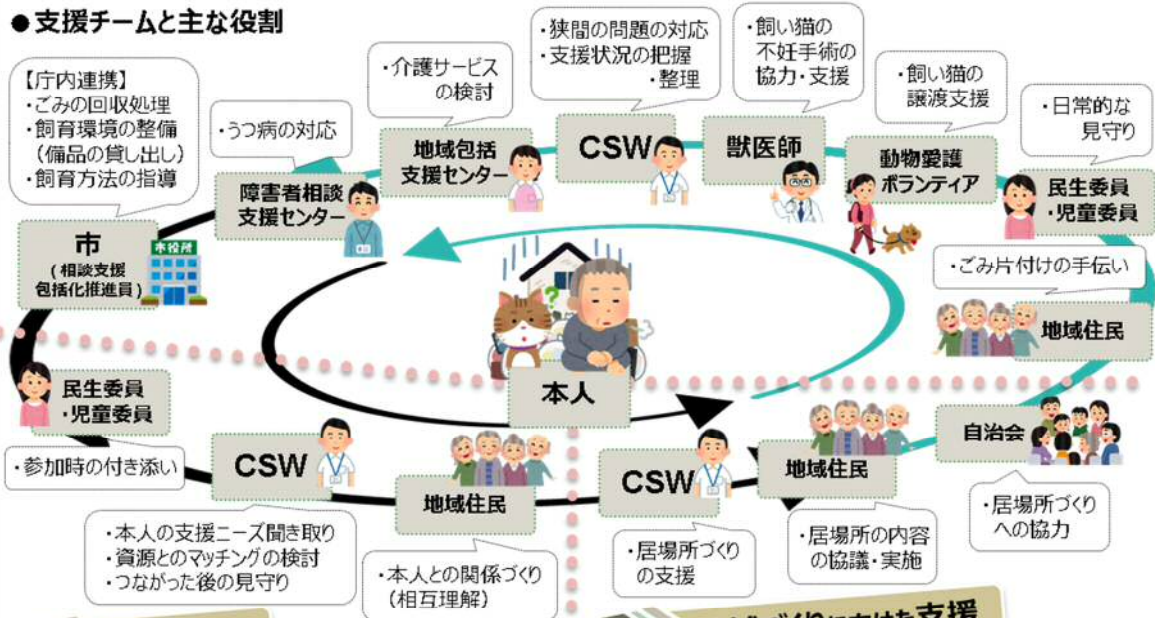 ●支援チームと主な役割
【庁内連携】
・ごみの回収処理
・飼育環境の整備
(備品の貸し出し)
・飼育方法の指導
市
(相談支援
包括化推進員)
市役所
・うつ病の対応
障害者相談
支援センター
・介護サービス
の検討
地域包括
支援センター
・狭間の問題の対応
・支援状況の把握
・整理
CSW
・飼い猫の
不妊手術の
協力・支援
獣医師
・飼い猫の
譲渡支援
動物愛護
ボランティア
・日常的な
見守り
民生委員
・児童委員
・ごみ片付けの手伝い
地域住民
本人
民生委員
・児童委員
・参加時の付き添い
CSW
・本人の支援ニーズ聞き取り
・資源とのマッチングの検討
・つながった後の見守り
地域住民
・本人との関係づくり
(相互理解)
CSW
・居場所づくり
の支援
地域住民
・居場所の内容
の協議・実施
自治会
・居場所づくり
への協力
づくりに向けた支援